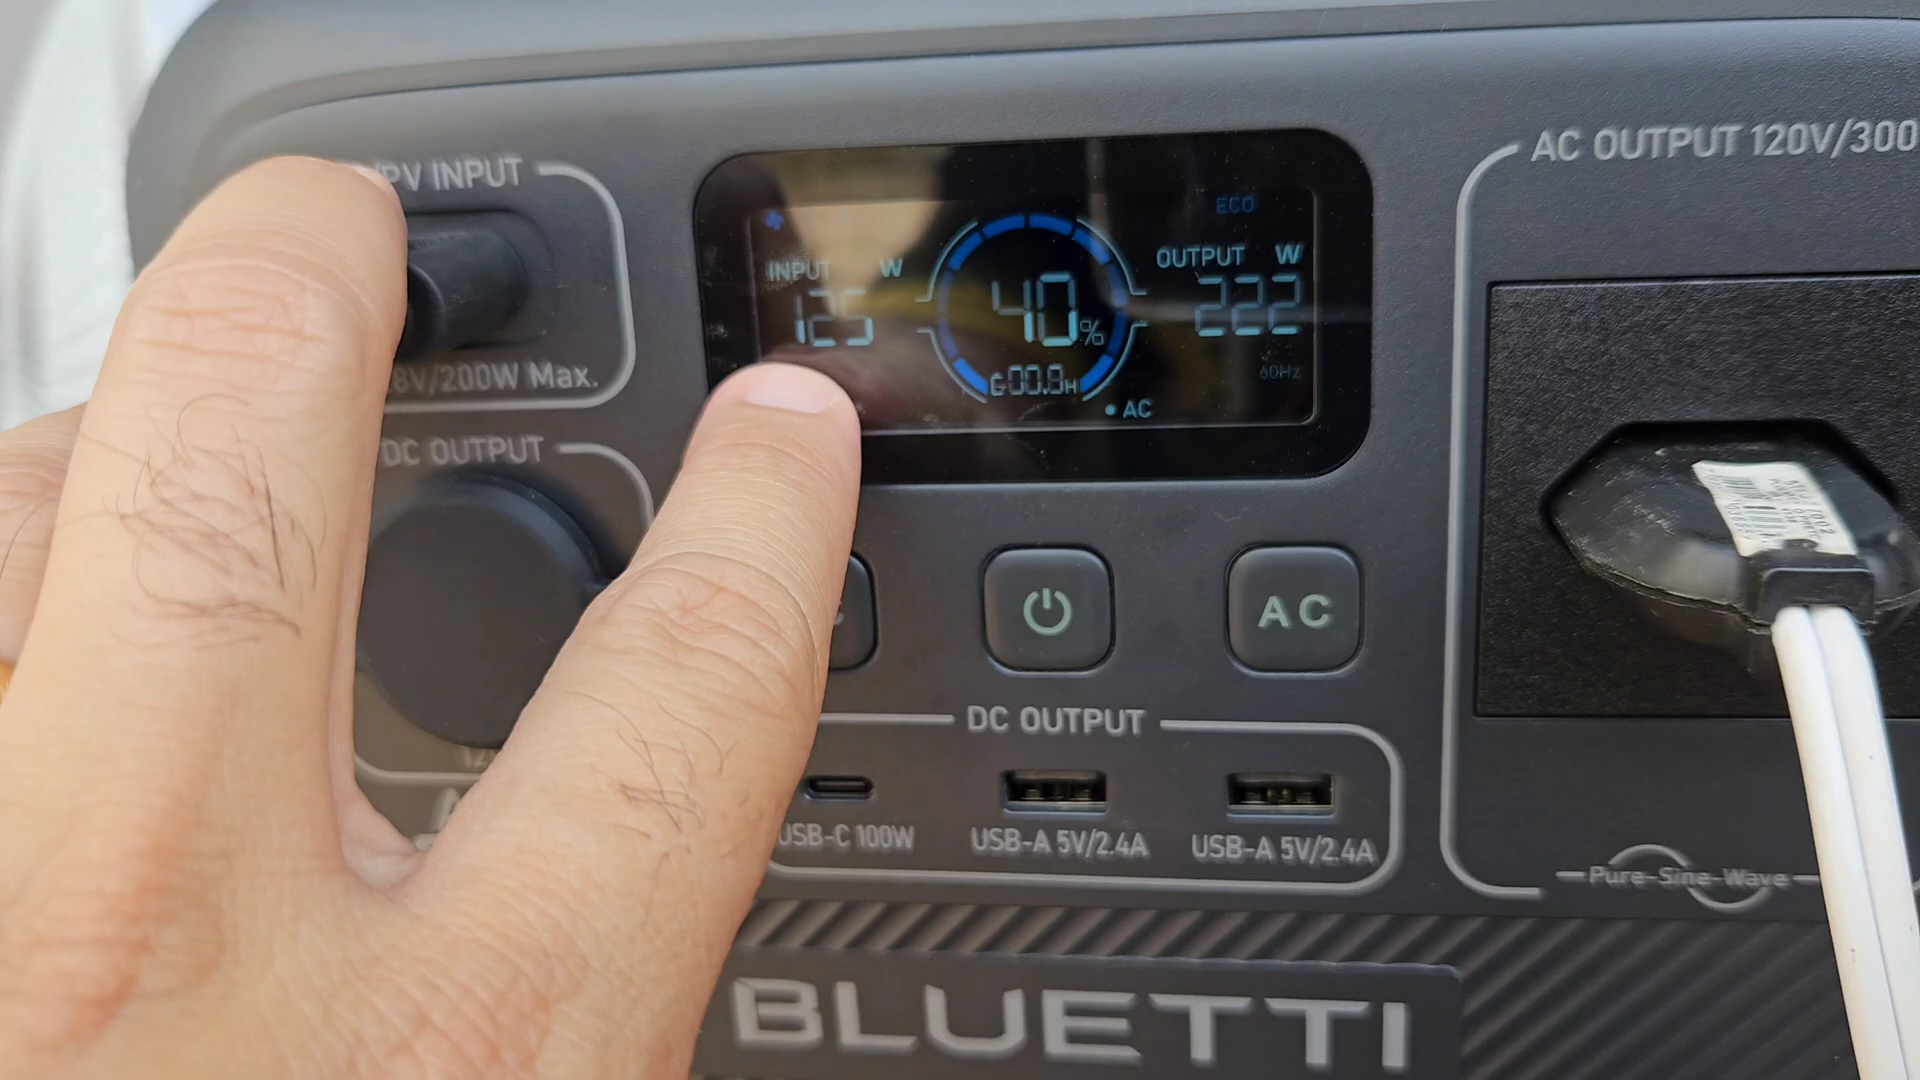 /PV INPUT
8V/200W Max.
DC OUTPUT
INPUT W
125
40%
00.8H
ECO
OUTPUT W
222
60Hz
AC
AC OUTPUT 120V/300
AC
DC OUTPUT
USB-C 100W
USB-A 5V/2.4A
USB-A 5V/2.4A
Pure-Sine-Wave
BLUETTI